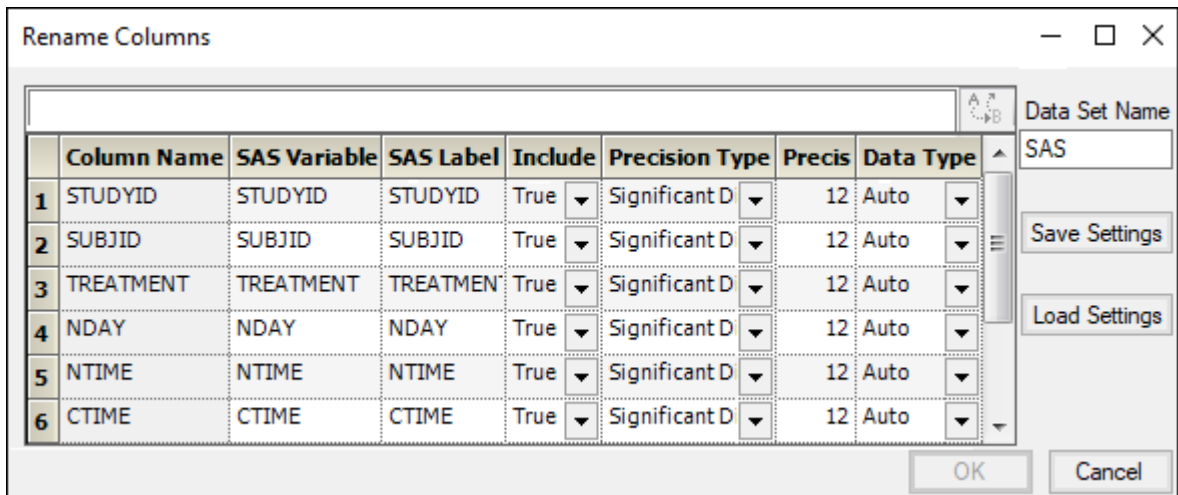 Rename Columns
A B
Data Set Name
SAS
Column Name SAS Variable SAS Label Include Precision Type Precis Data Type
1 STUDYID STUDYID STUDYID True Significant D 12 Auto
2 SUBJID SUBJID SUBJID True Significant D 12 Auto
3 TREATMENT TREATMENT TREATMEN True Significant D 12 Auto
4 NDAY NDAY NDAY True Significant D 12 Auto
5 NTIME NTIME NTIME True Significant D 12 Auto
6 CTIME CTIME CTIME True Significant D 12 Auto
Save Settings
Load Settings
OK Cancel